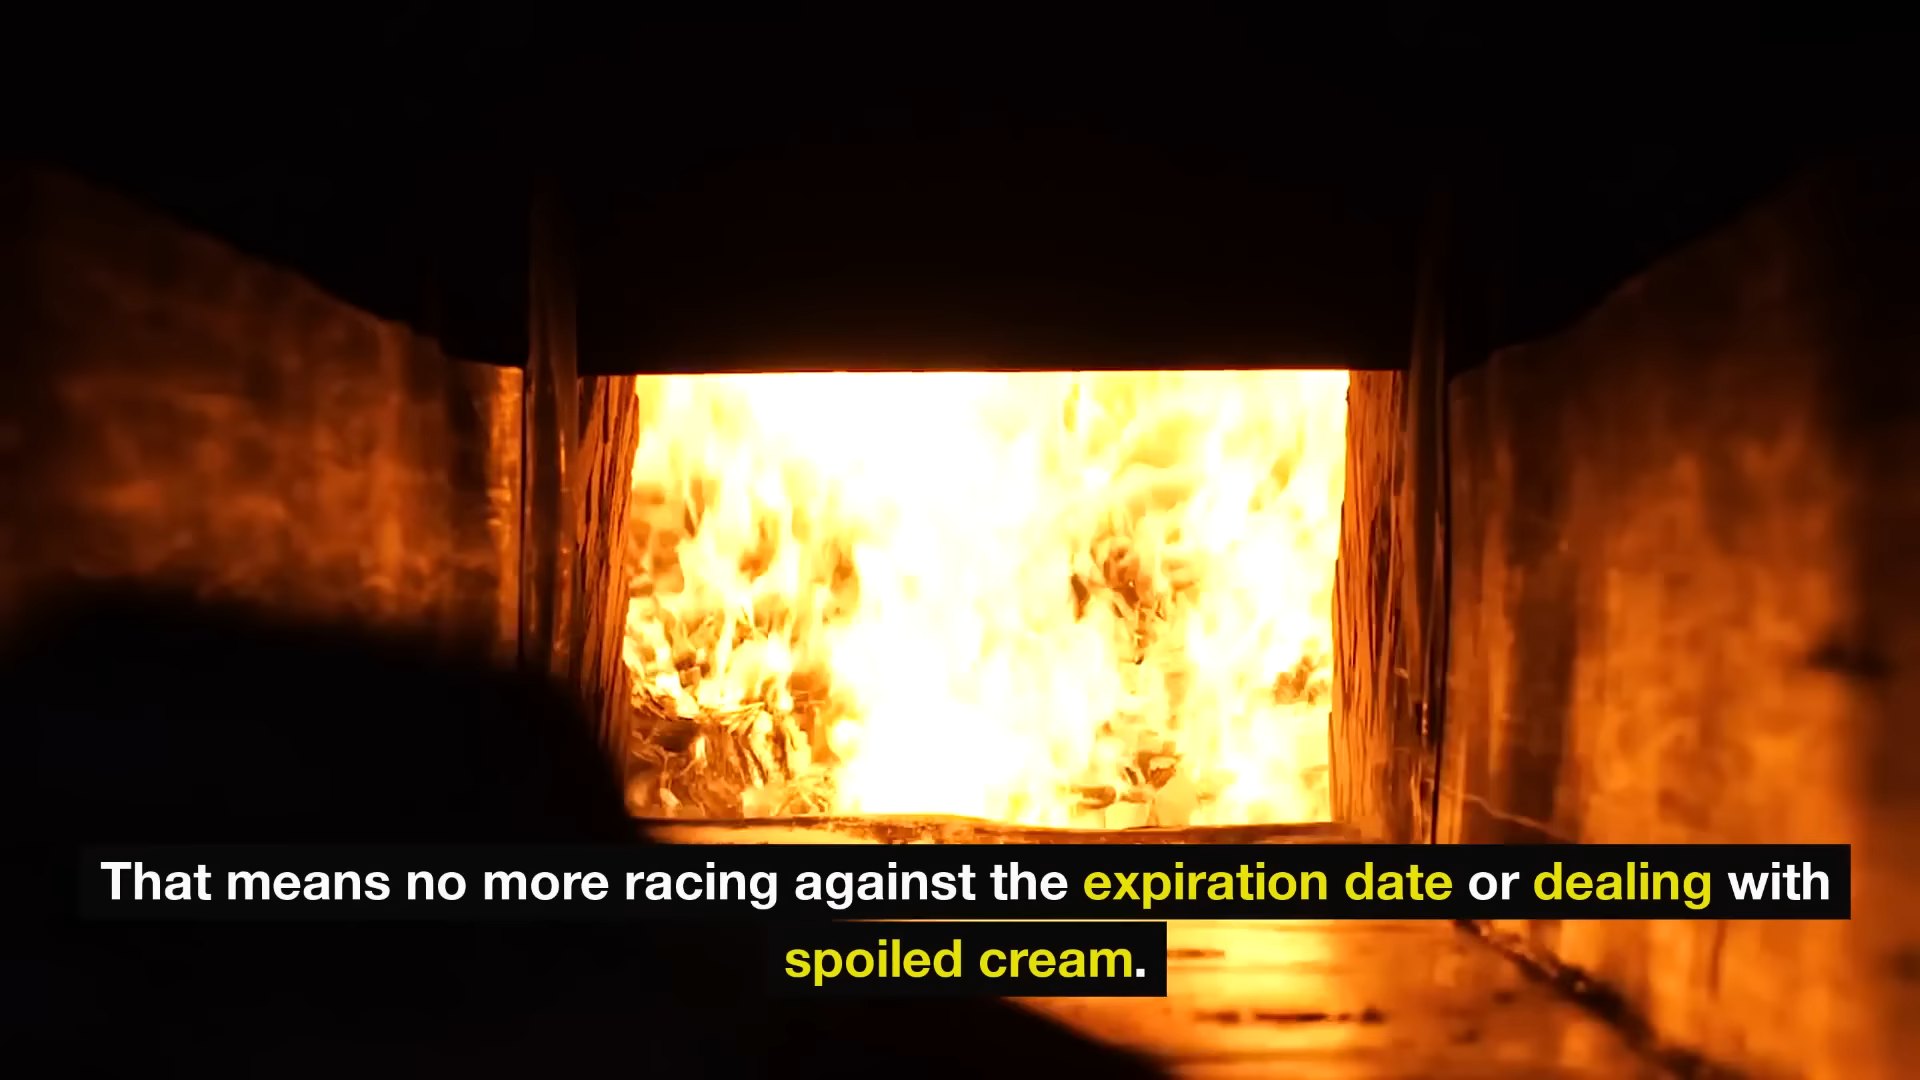 That means no more racing against the expiration date or dealing with
spoiled cream.